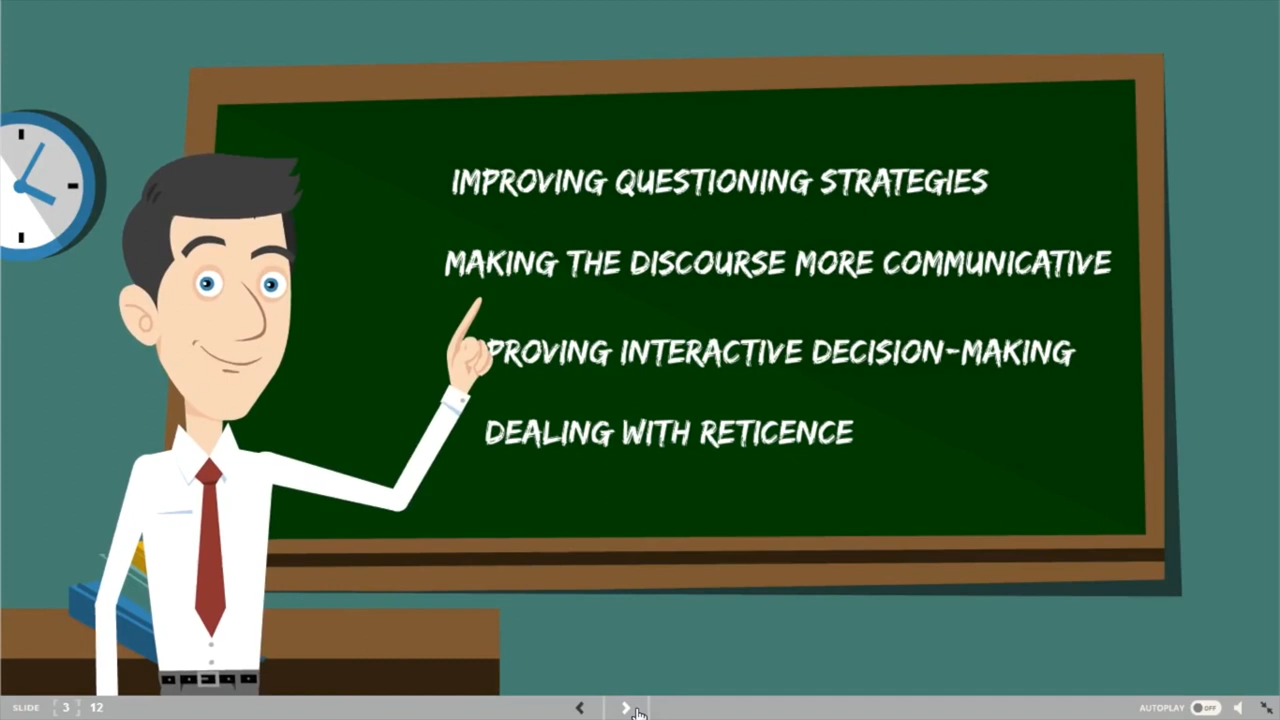 IMPROVING QUESTIONING STRATEGIES
MAKING THE DISCOURSE MORE COMMUNICATIVE
PROVING INTERACTIVE DECISION-MAKING
DEALING WITH RETICENCE
SLIDE [ 3 ] 12
AUTOPLAY OFF